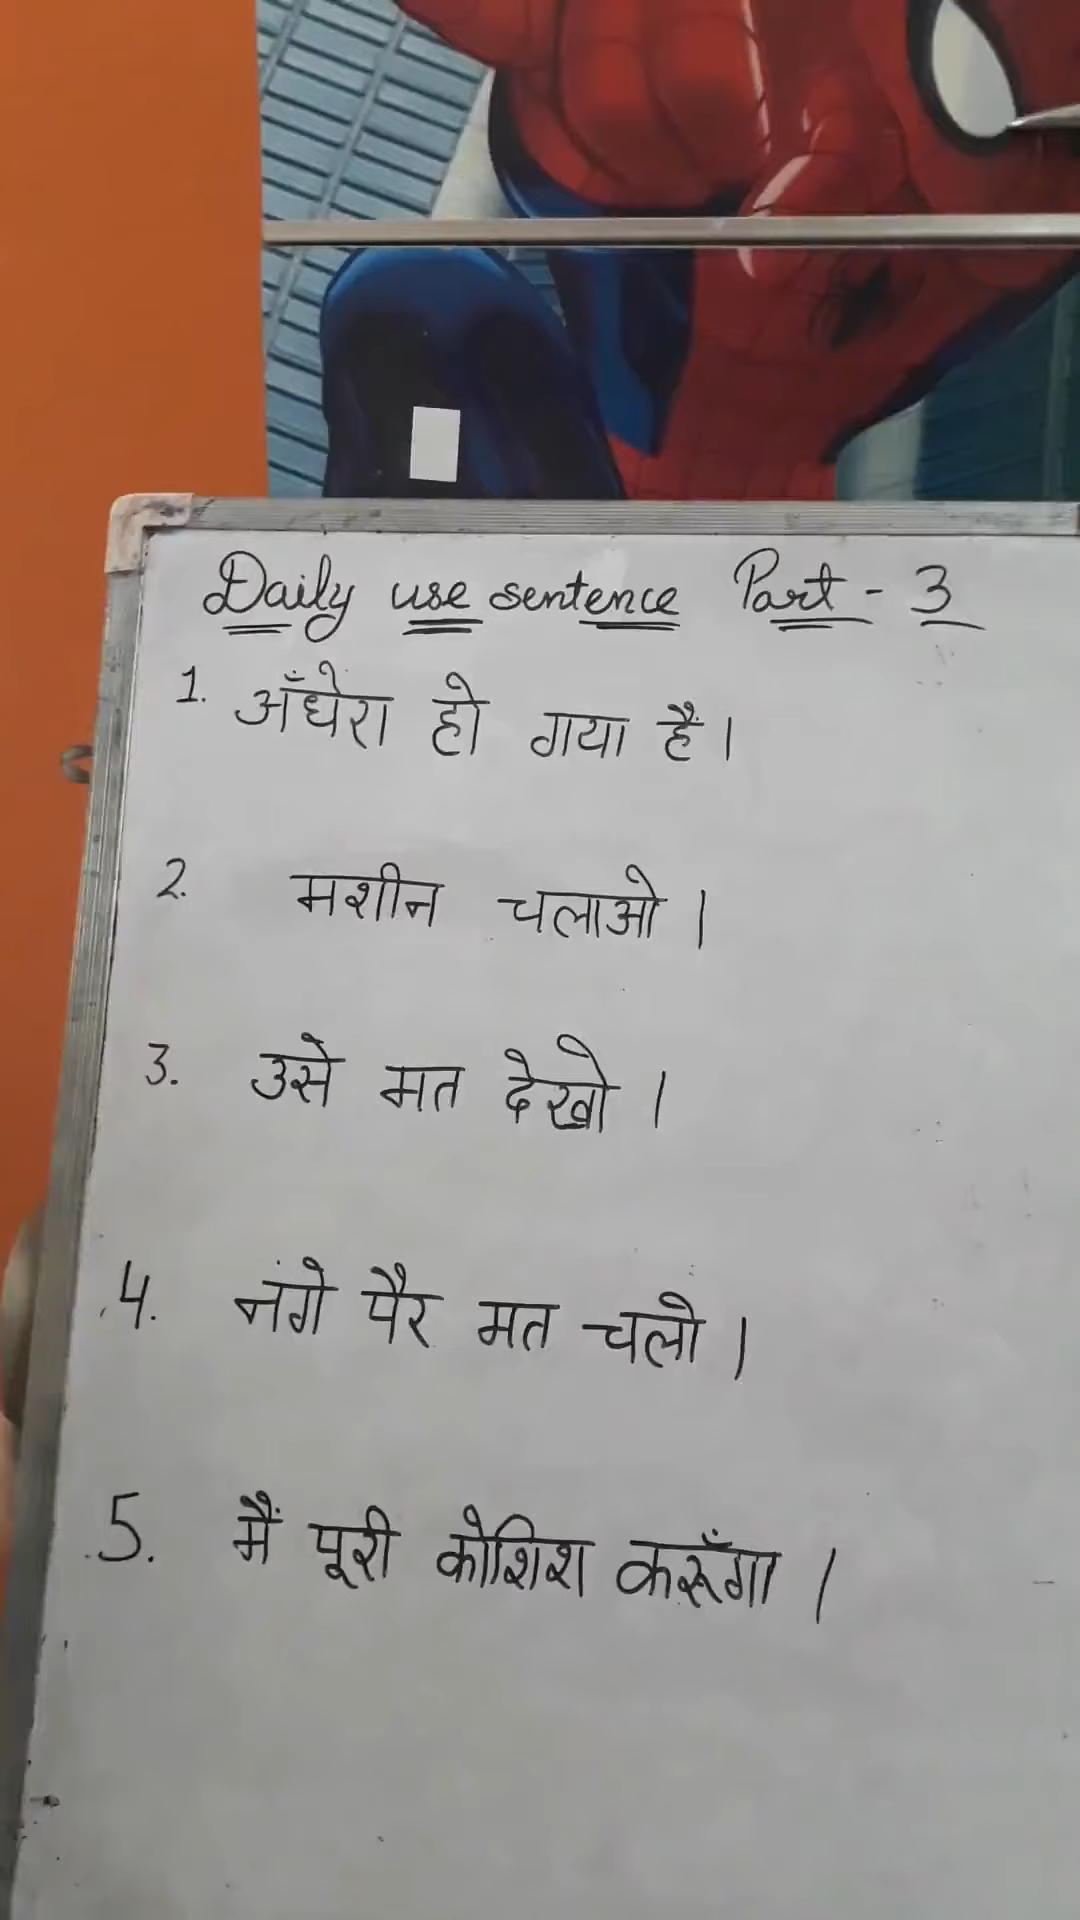 Daily use sentence Part - 3
1. अँधेरा हो गया है।
2. मशीन चलाओ।
3. उसे मत देखो।
4. नंगे पैर मत चलो।
5. मैं पूरी कोशिश करूँगा।